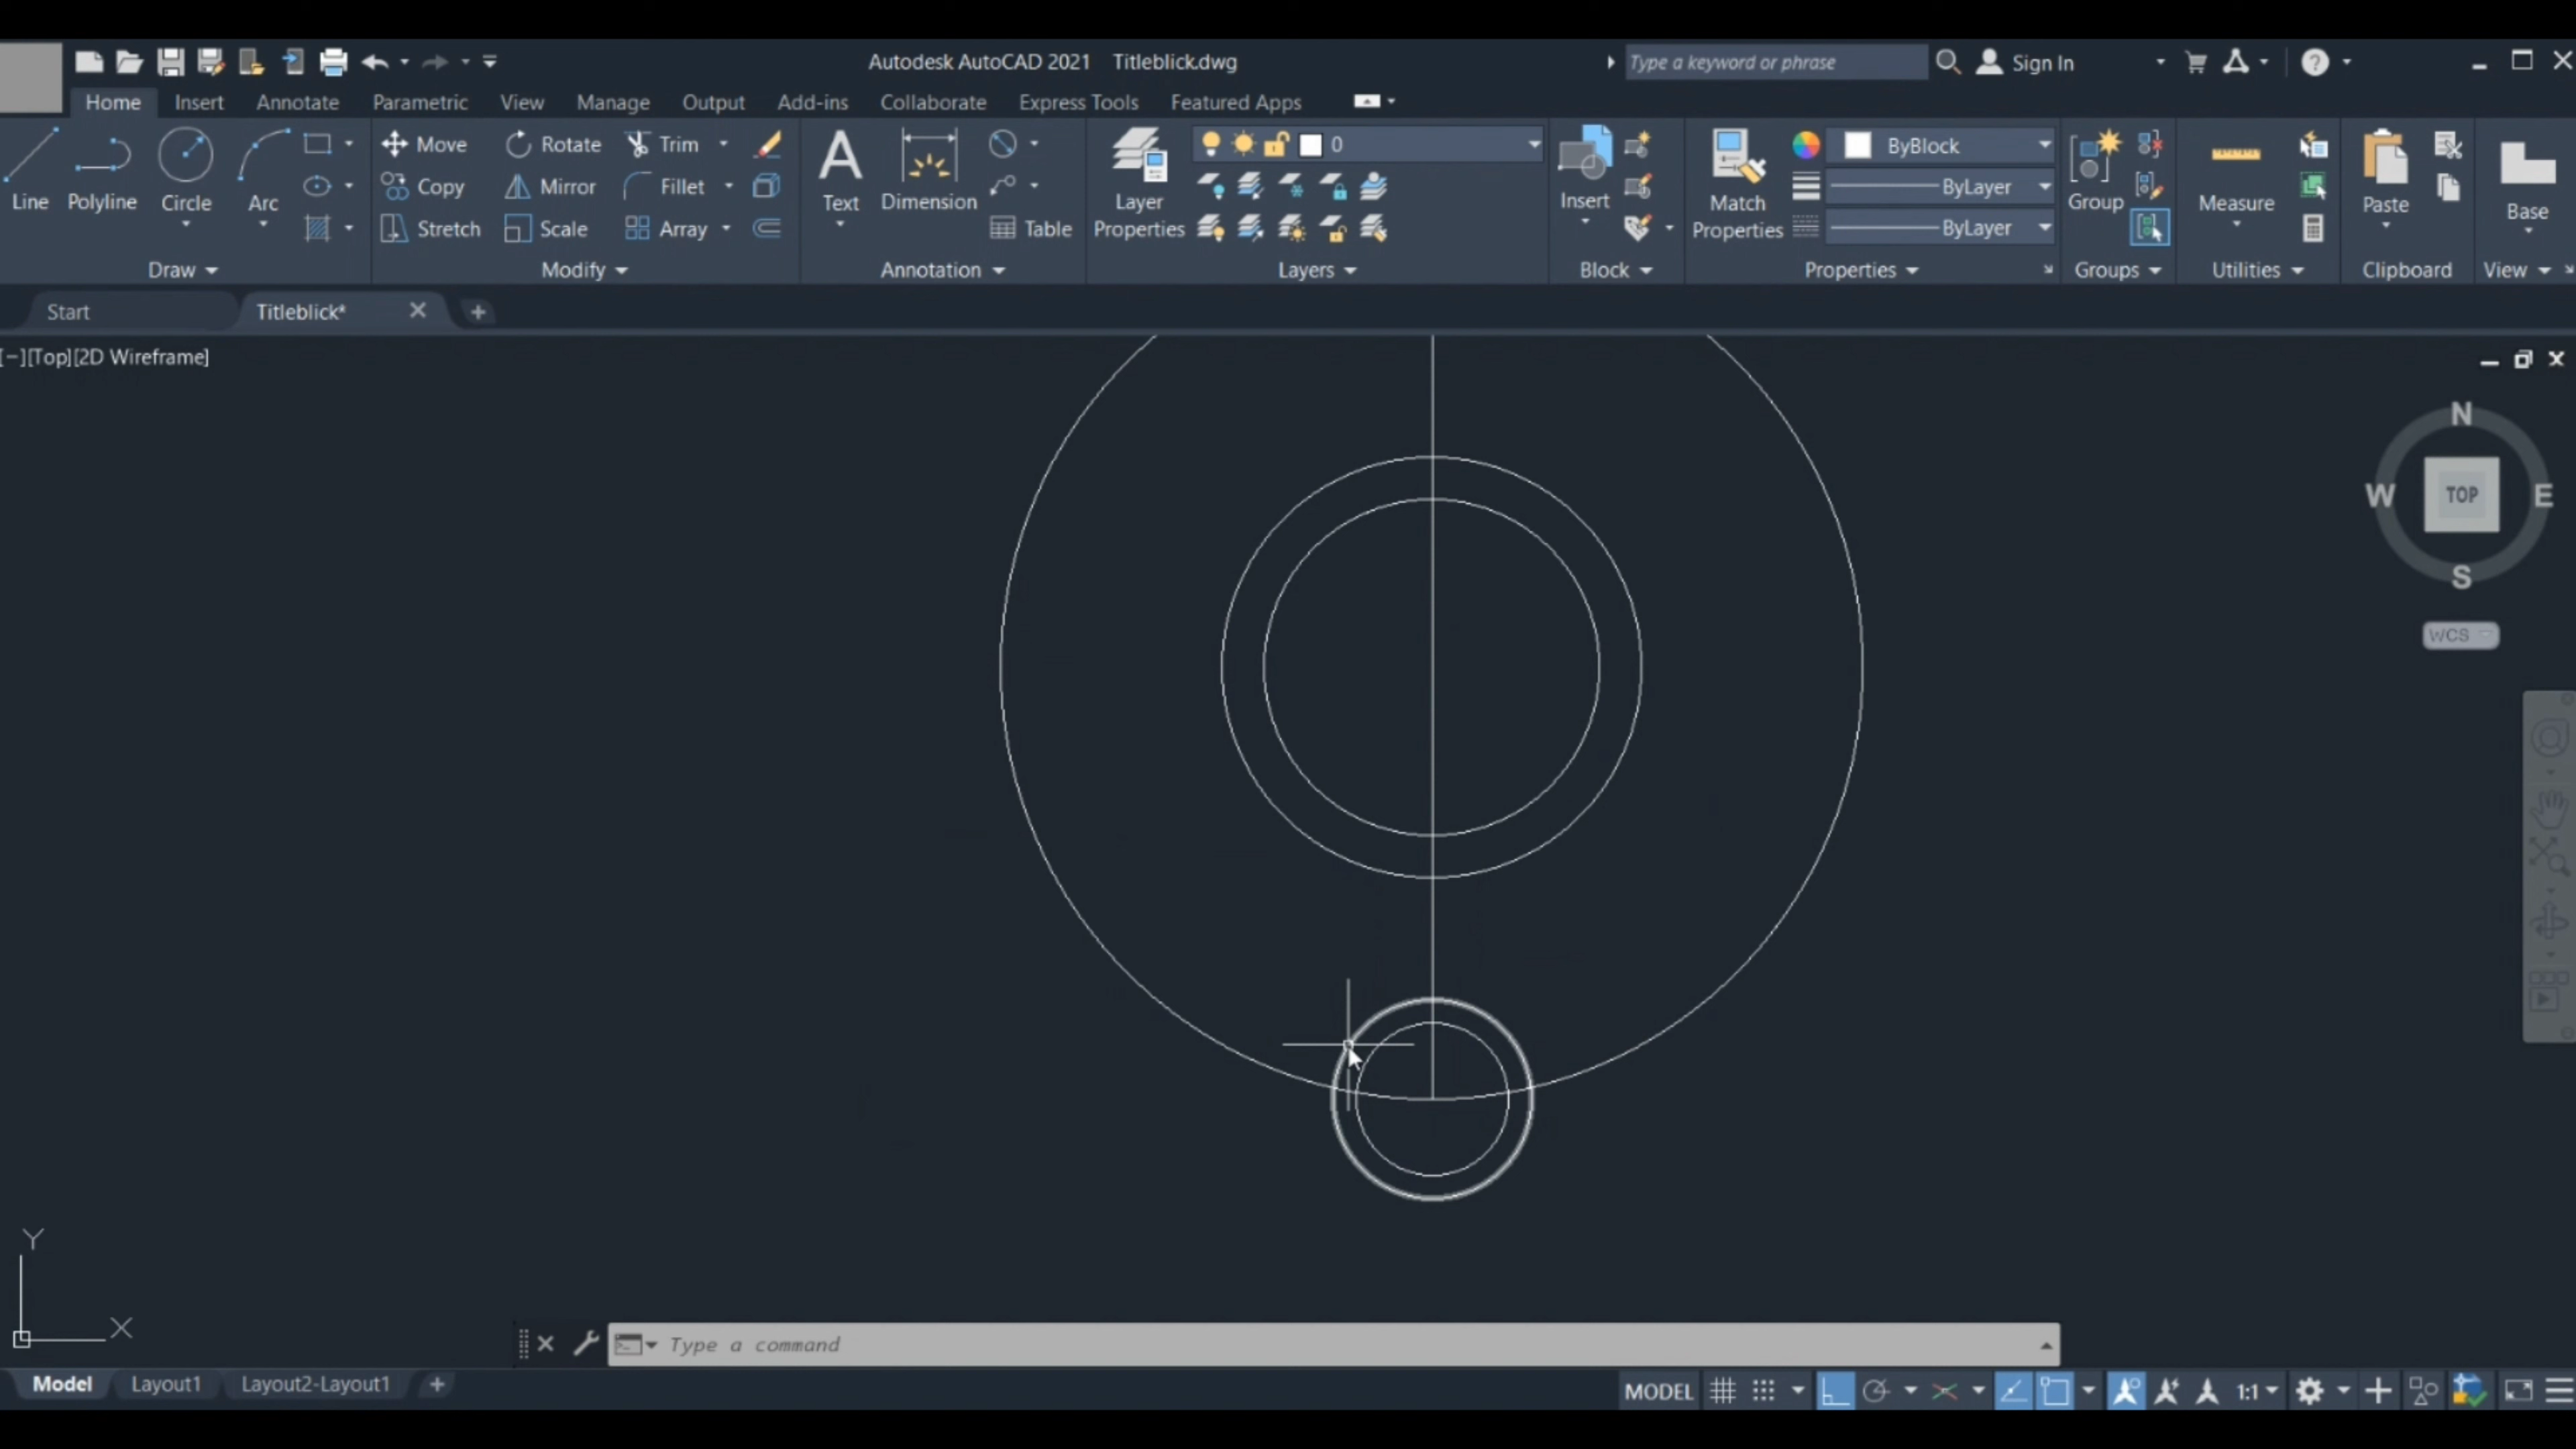 Autodesk AutoCAD 2021 Titleblick.dwg
Type a keyword or phrase
Sign In
Home Insert Annotate Parametric View Manage Output Add-ins Collaborate Express Tools Featured Apps
Line Polyline Circle Arc
Move Rotate Trim
Copy Mirror Fillet
Stretch Scale Array
Text Dimension Table
Layer Properties
0
Insert
Match Properties
ByBlock
ByLayer
ByLayer
Group
Measure
Paste
Base
Draw Modify Annotation Layers Block Properties Groups Utilities Clipboard View
Start Titleblick*
[−][Top][2D Wireframe]
N
W TOP E
S
WCS
Y
X
Type a command
Model Layout1 Layout2-Layout1
MODEL 1:1